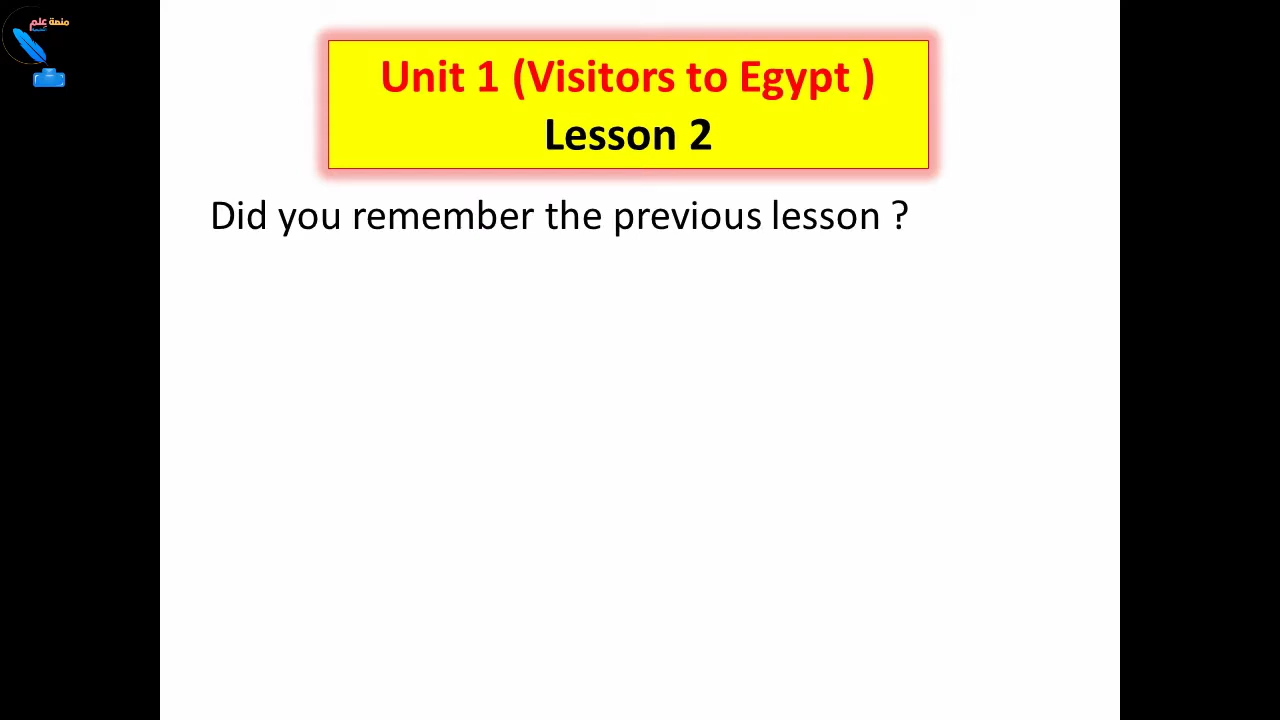 منصة علم
Unit 1 (Visitors to Egypt )
Lesson 2
Did you remember the previous lesson ?